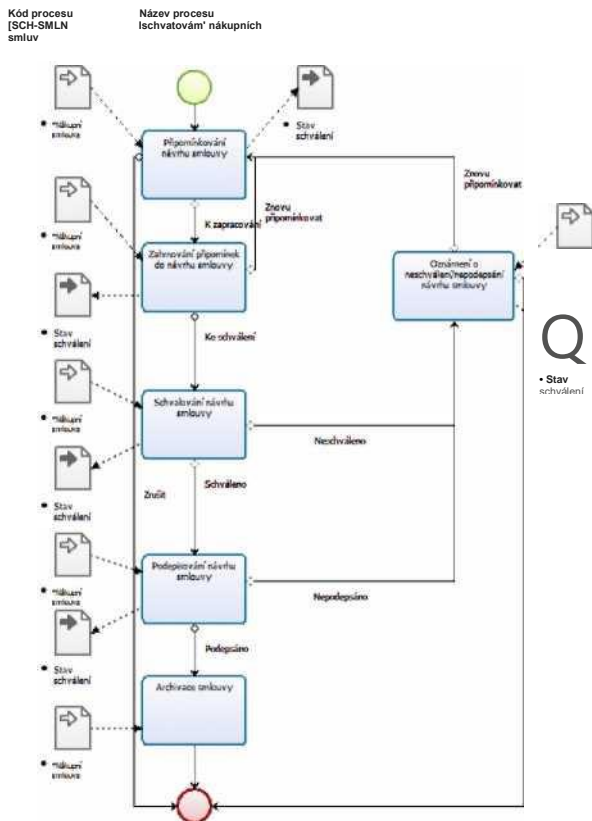 Kód procesu
[SCH-SMLN
smluv
Název procesu
Ischvatovám' nákupních
• Stav
schválení
Připomínkování
návrhu smlouvy
Znovu
připomínkovat
Znovu
připomínkovat
K zapracování
Zahrnování připomínek
do návrhu smlouvy
Oznámení o
neschválení/nepodepsání
návrhu smlouvy
• Stav
schválení
Ke schválení
Q
• Stav
schválení
Schvalování návrhu
smlouvy
Neschváleno
• Stav
schválení
Zrušit
Schváleno
Podepisování návrhu
smlouvy
Nepodepsáno
• Stav
schválení
Podepsáno
Archivace smlouvy